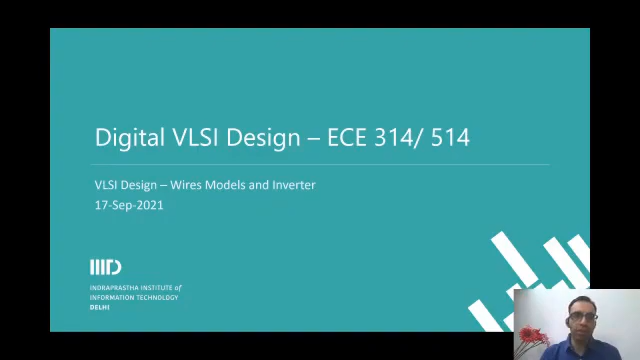 Digital VLSI Design – ECE 314/ 514
VLSI Design – Wires Models and Inverter
17-Sep-2021
IIID
INDRAPRASTHA INSTITUTE of
INFORMATION TECHNOLOGY
DELHI